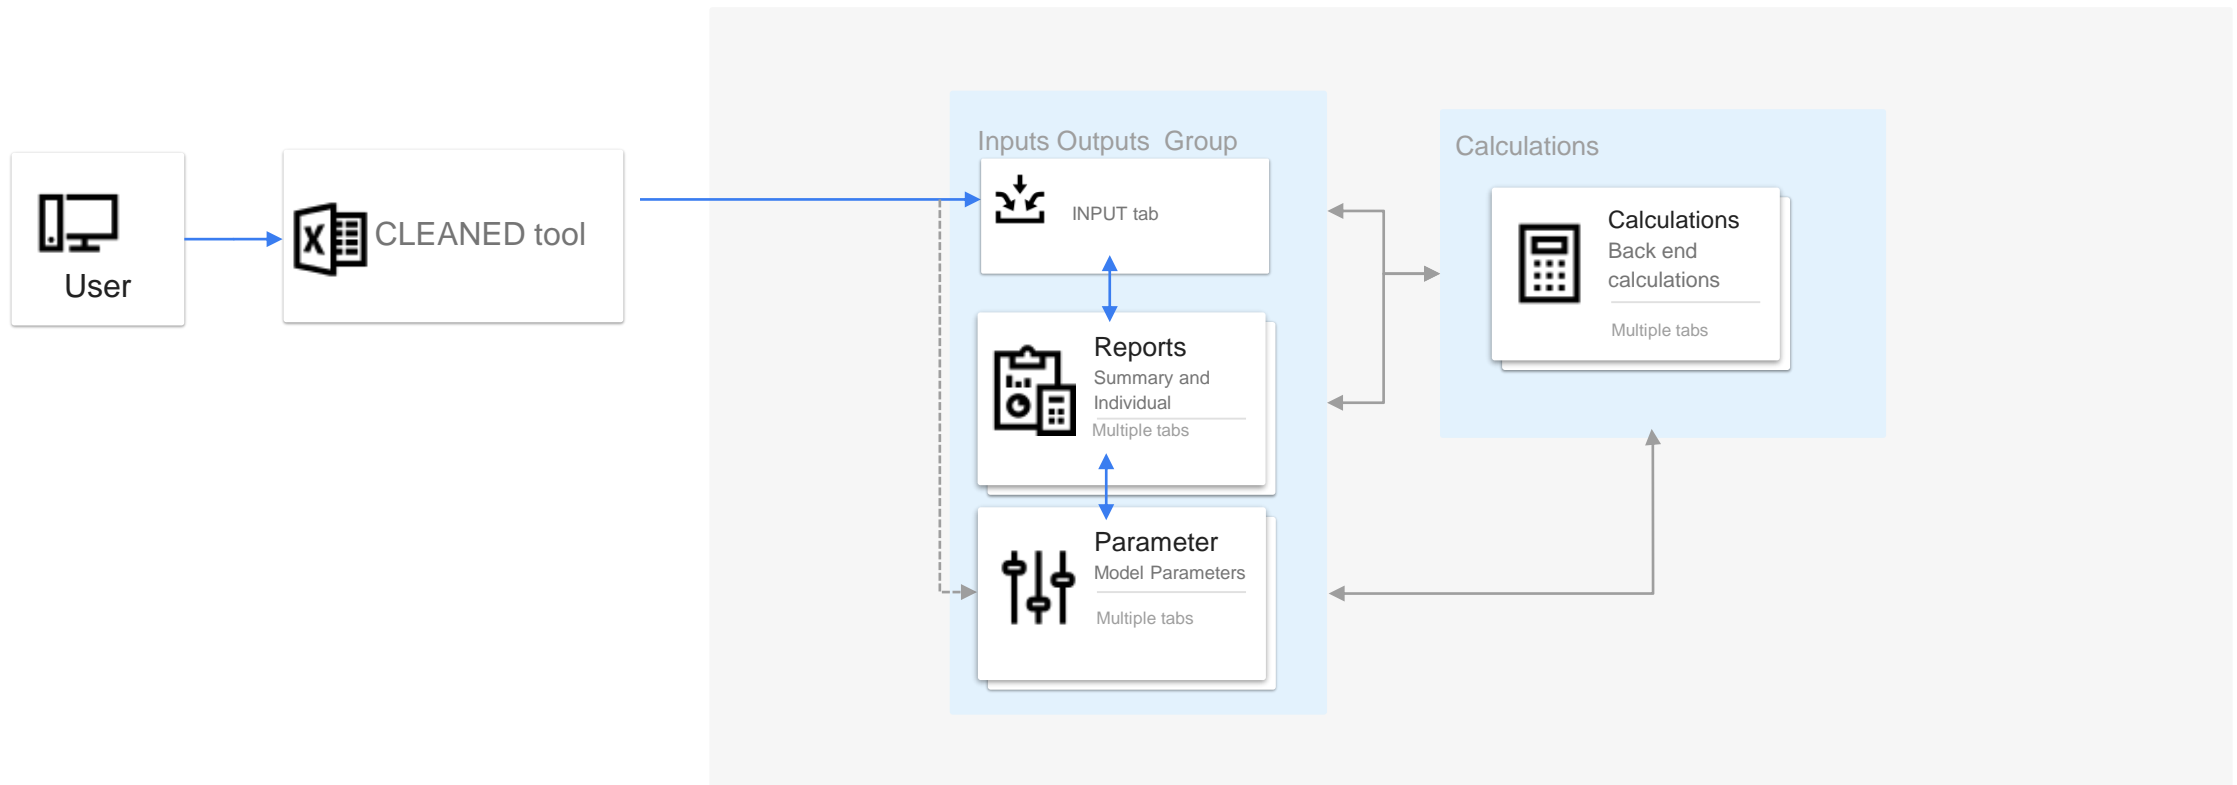 User
CLEANED tool
Inputs Outputs  Group
INPUT tab
Reports
Summary and
Individual
Multiple tabs
Parameter
Model Parameters
Multiple tabs
Calculations
Calculations
Back end
calculations
Multiple tabs